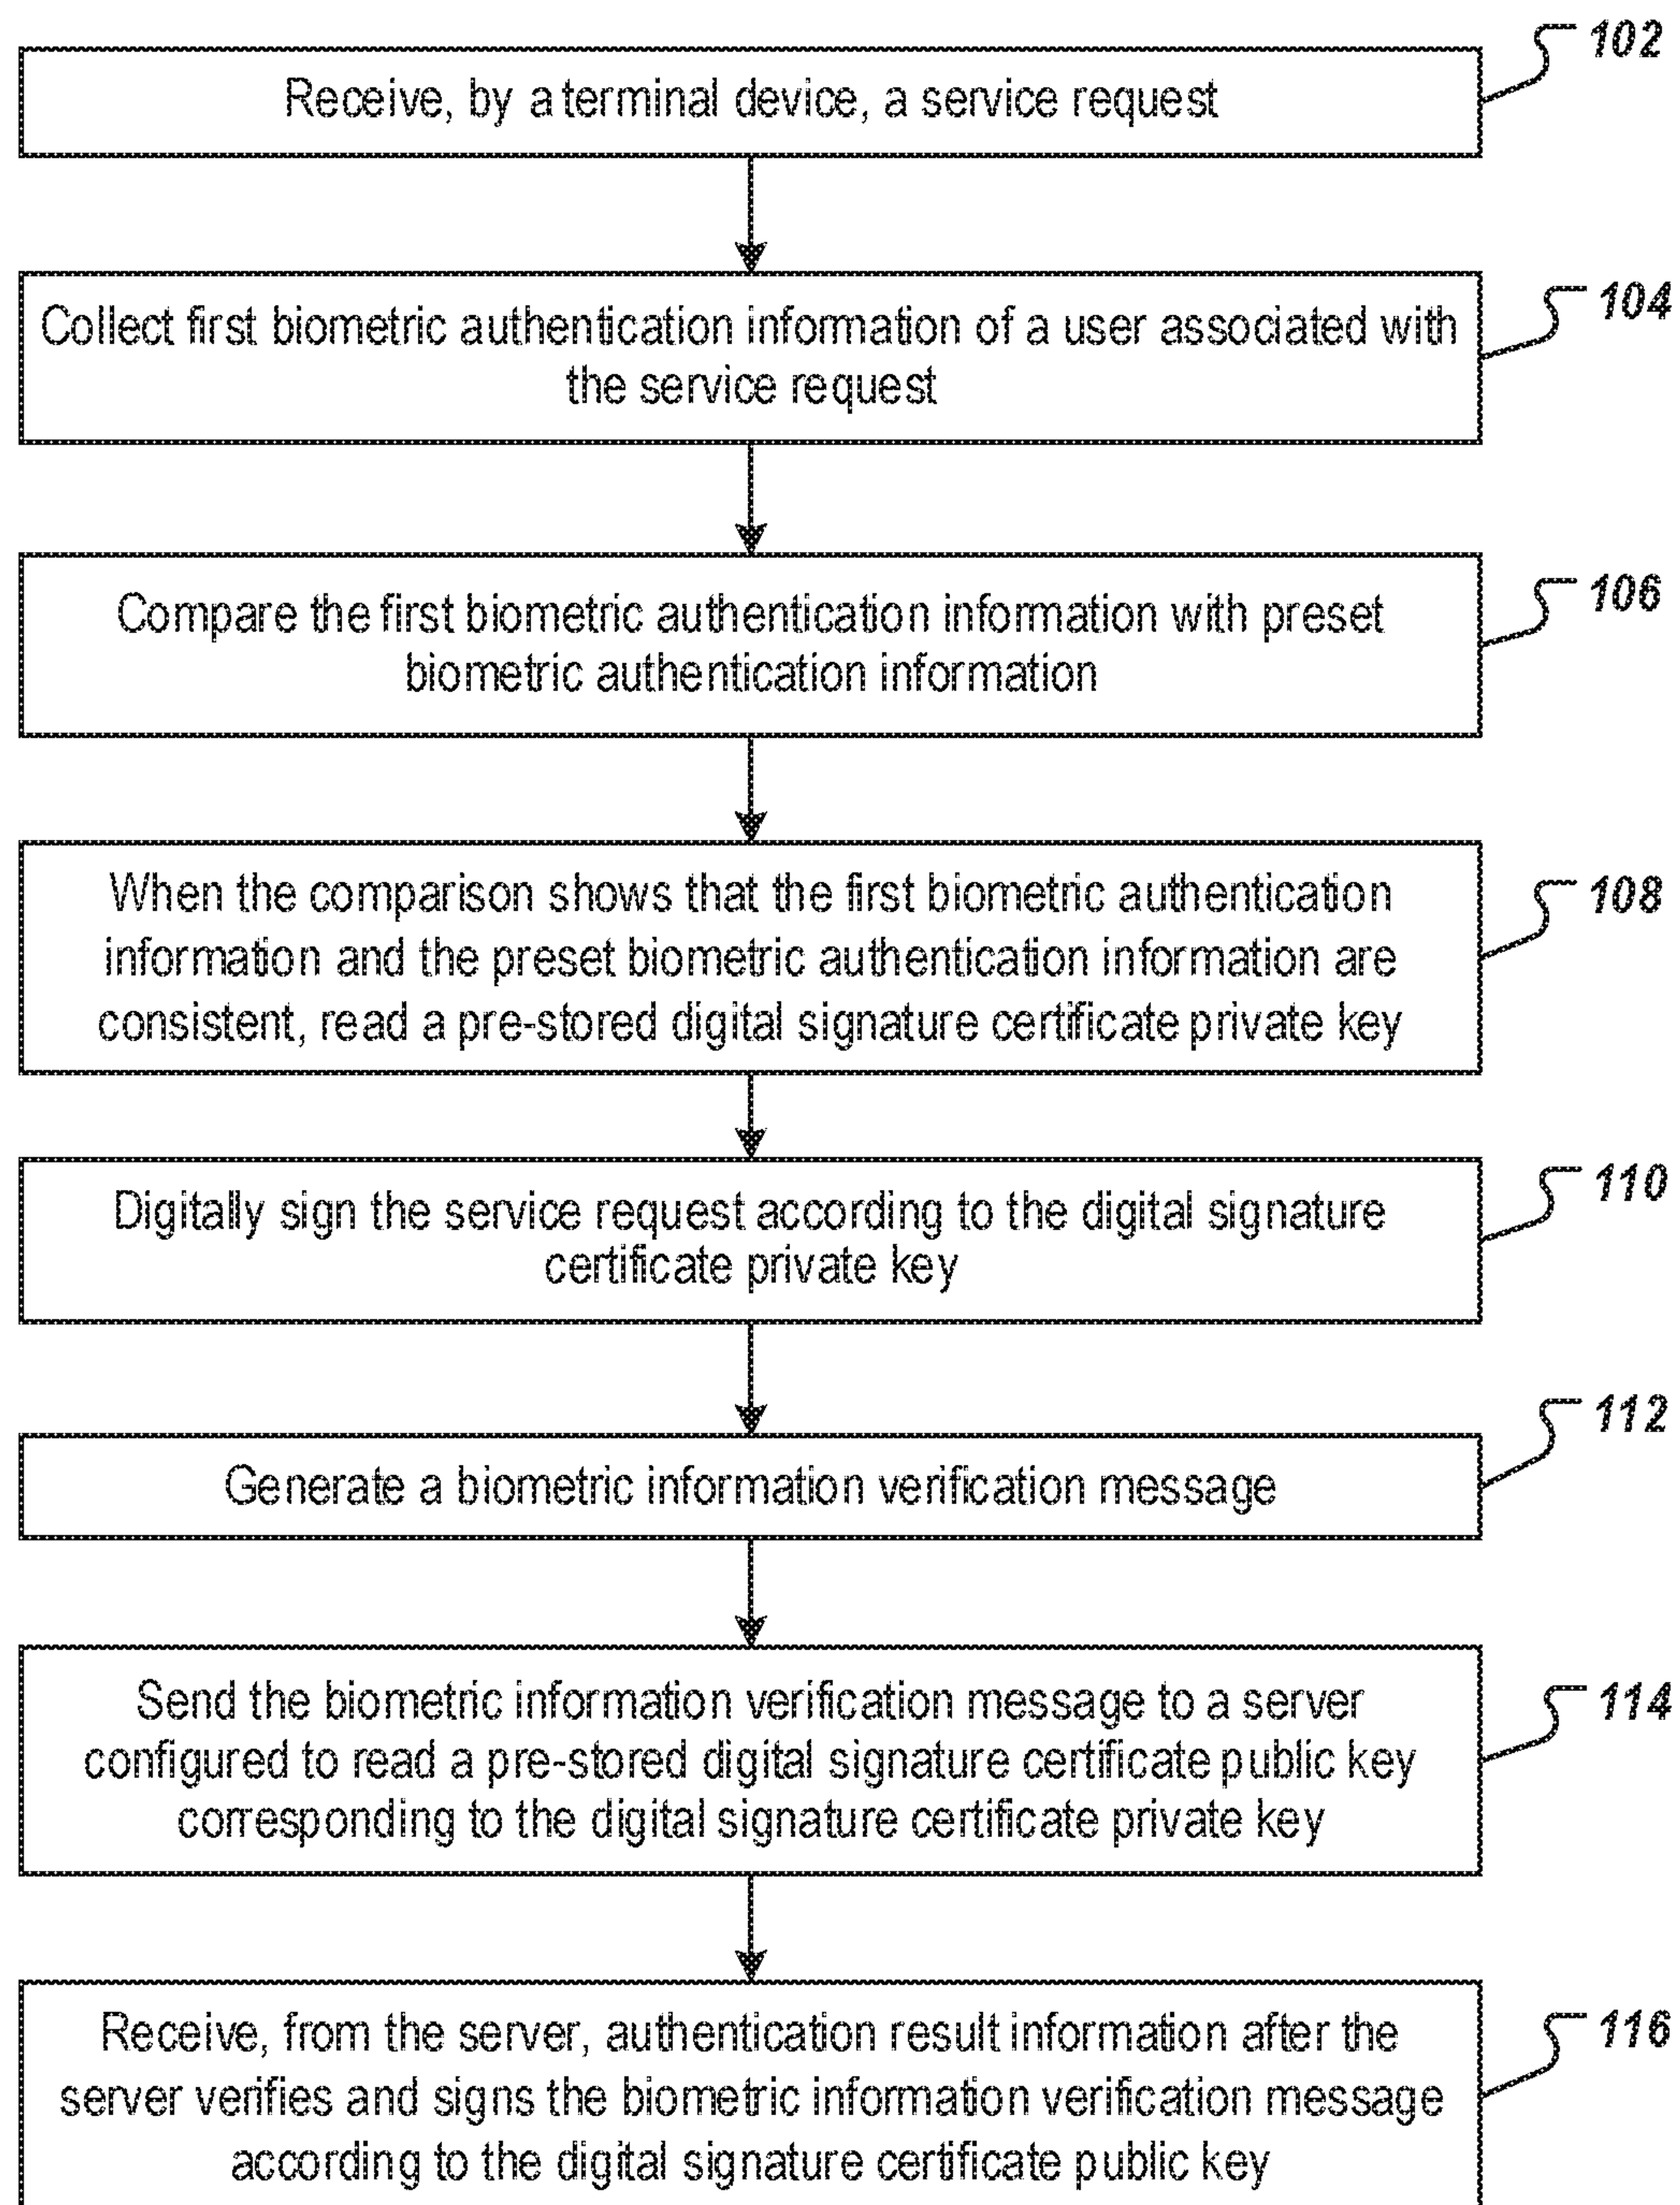 102
Receive, by a terminal device, a service request
104
Collect first biometric authentication information of a user associated with
the service request
106
Compare the first biometric authentication information with preset
biometric authentication information
108
When the comparison shows that the first biometric authentication
information and the preset biometric authentication information are
consistent, read a pre-stored digital signature certificate private key
110
Digitally sign the service request according to the digital signature
certificate private key
112
Generate a biometric information verification message
114
Send the biometric information verification message to a server
configured to read a pre-stored digital signature certificate public key
corresponding to the digital signature certificate private key
116
Receive, from the server, authentication result information after the
server verifies and signs the biometric information verification message
according to the digital signature certificate public key